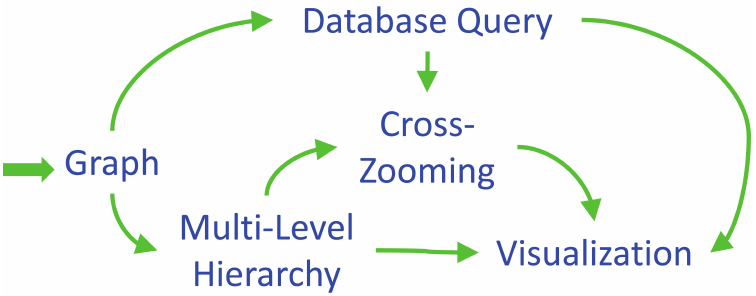 Database Query
Cross-
Zooming
Graph
Multi-Level
Hierarchy
Visualization